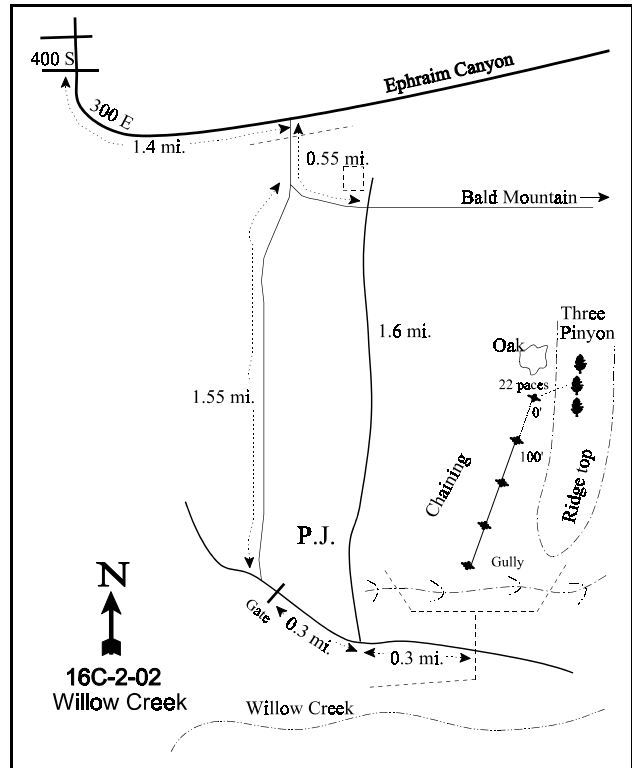 400 S
300 E
Ephraim Canyon
1.4 mi.
0.55 mi.
Bald Mountain
Three
Pinyon
1.6 mi.
Oak
22 paces
0'
1.55 mi.
100'
Chaining
Ridge top
P.J.
Gully
N
Gate
0.3 mi.
0.3 mi.
16C-2-02
Willow Creek
Willow Creek